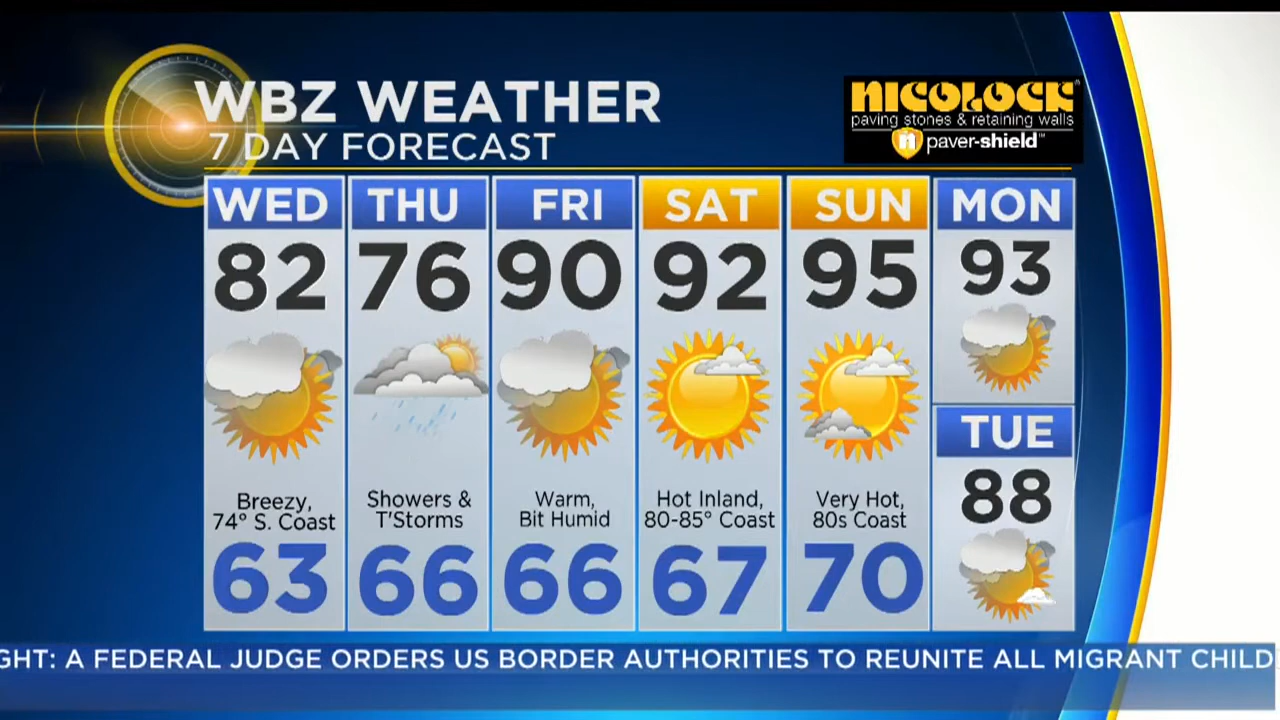 WBZ WEATHER
7 DAY FORECAST
NICOLOCK®
paving stones & retaining walls
n paver-shield™
WED
82
Breezy,
74° S. Coast
63
THU
76
Showers &
T'Storms
66
FRI
90
Warm,
Bit Humid
66
SAT
92
Hot Inland,
80-85° Coast
67
SUN
95
Very Hot,
80s Coast
70
MON
93
TUE
88
GHT: A FEDERAL JUDGE ORDERS US BORDER AUTHORITIES TO REUNITE ALL MIGRANT CHILD